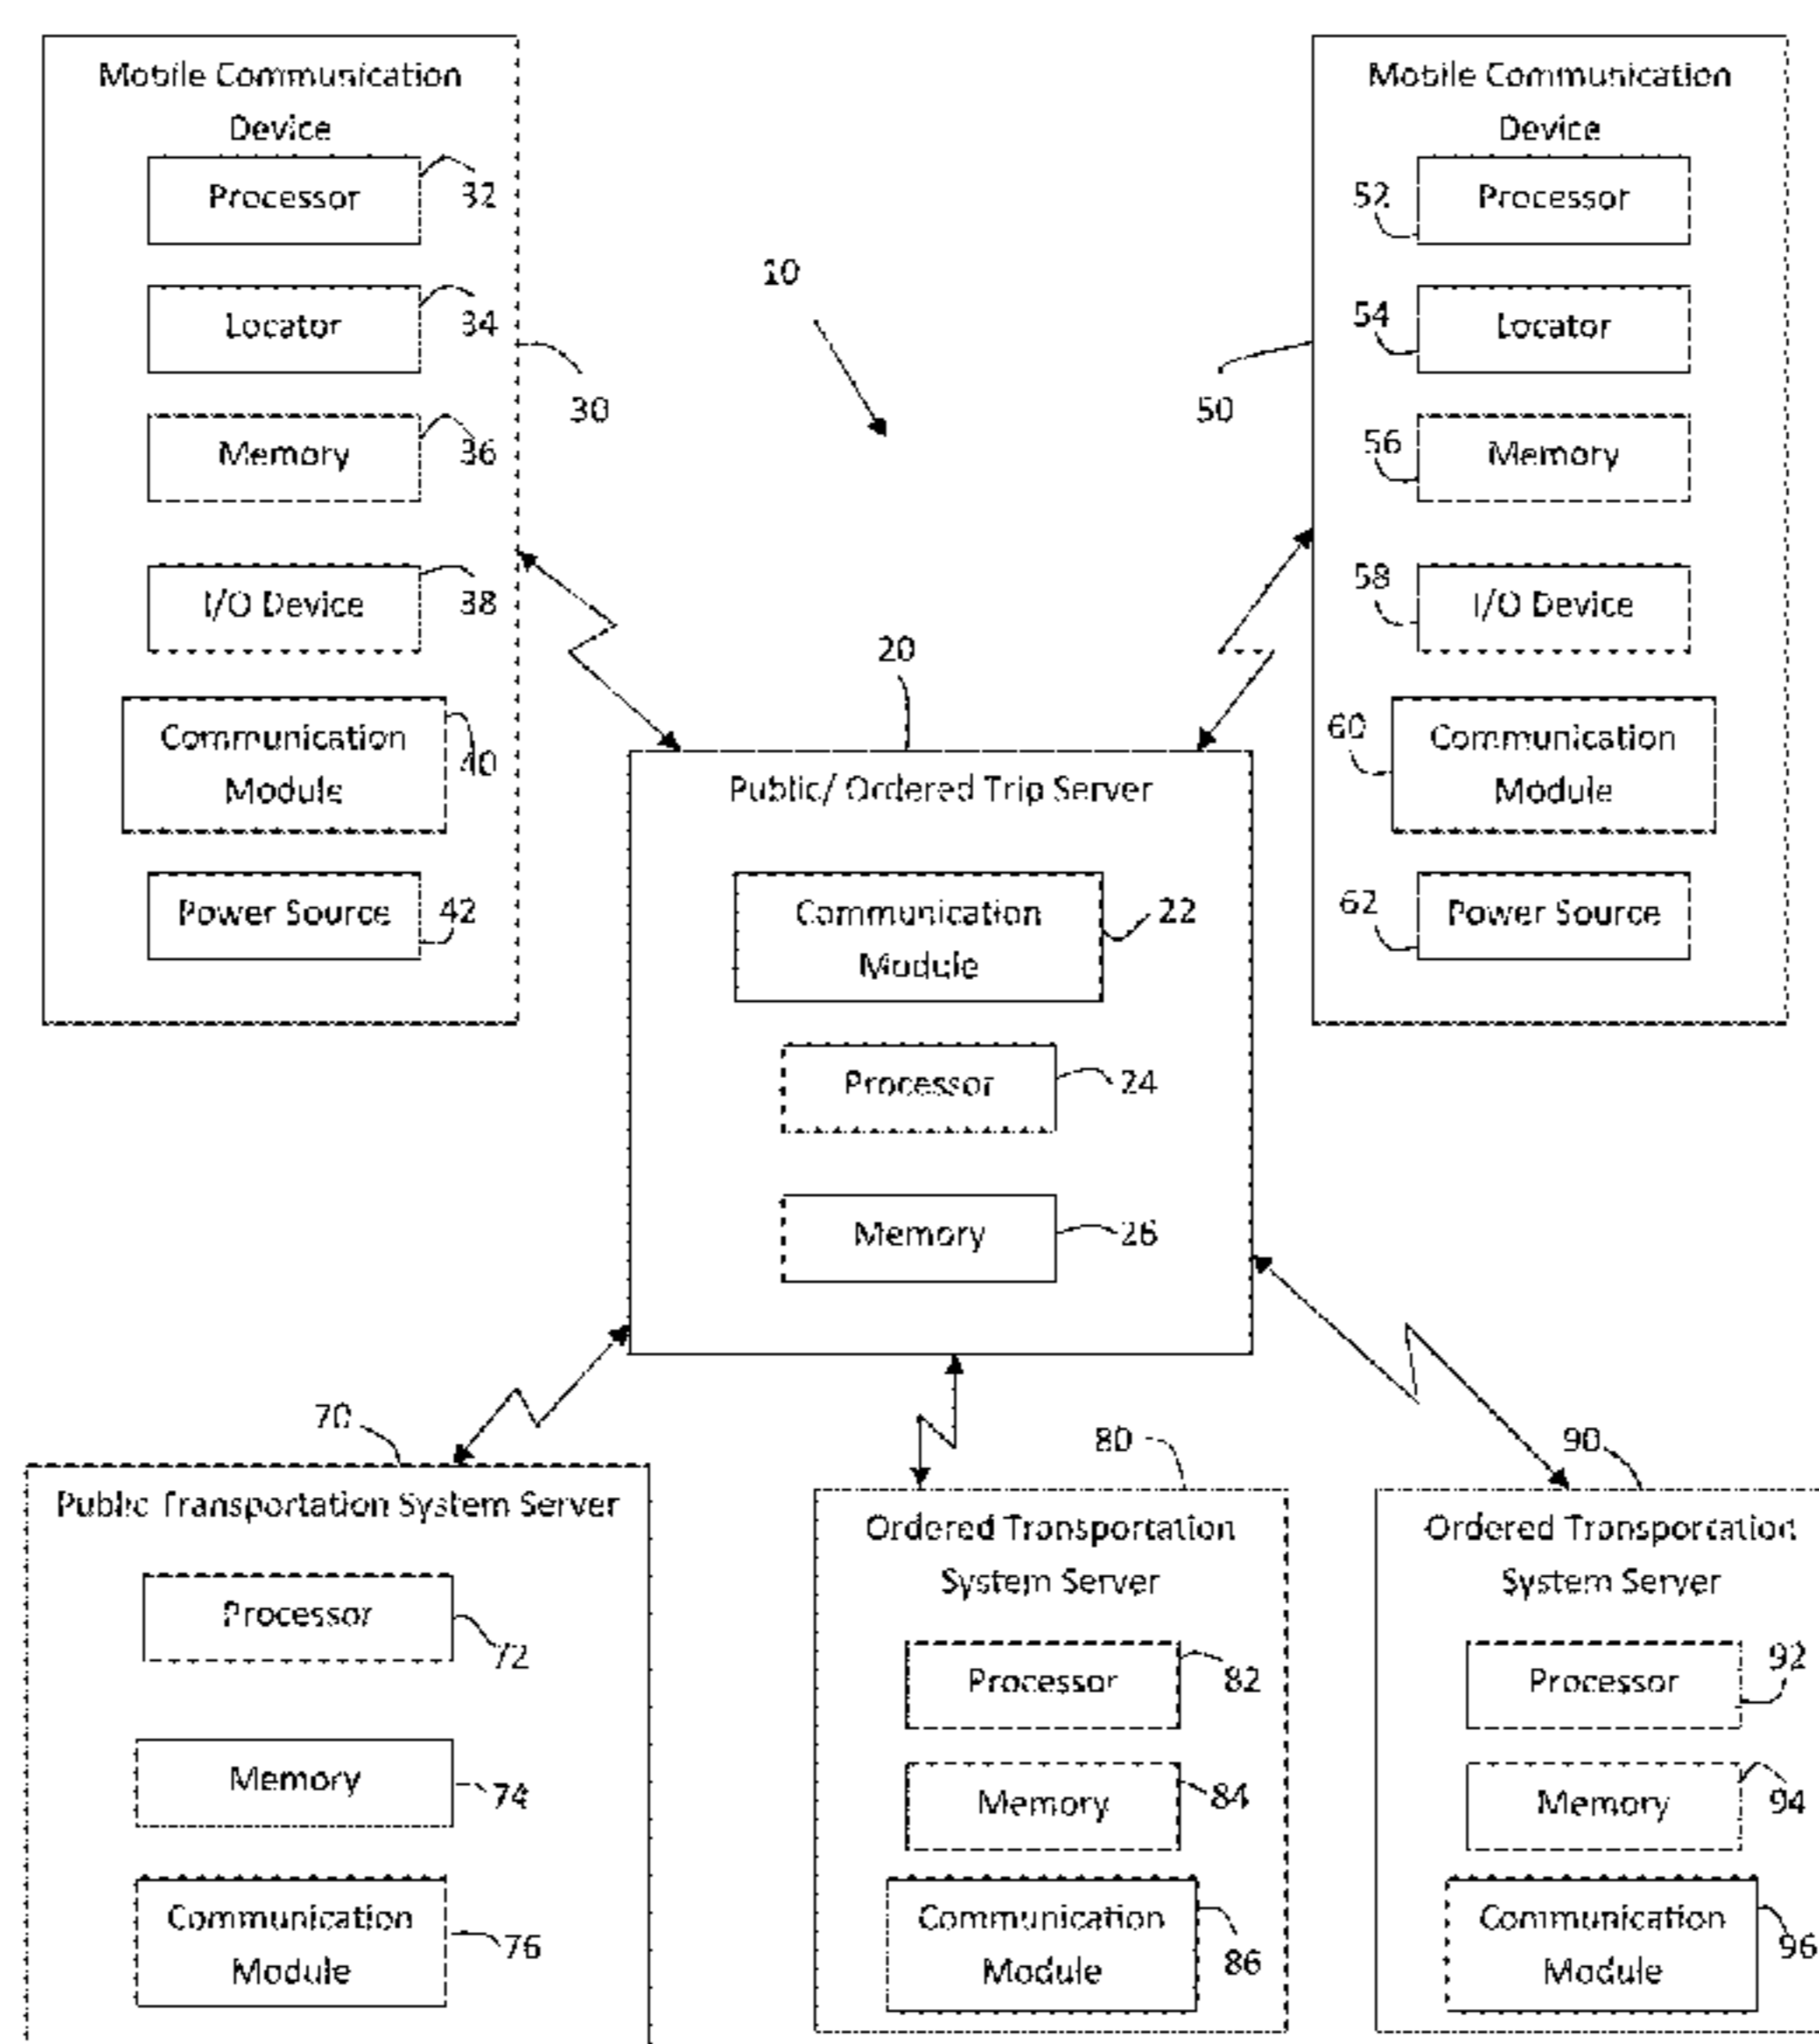 Mobile Communication
Device
Processor
32
Locator
34
30
Memory
36
I/O Device
38
Communication
Module
40
Power Source
42
10
Mobile Communication
Device
52
Processor
54
Locator
50
56
Memory
58
I/O Device
60
Communication
Module
62
Power Source
20
Public/ Ordered Trip Server
Communication
Module
22
Processor
24
Memory
26
70
Public Transportation System Server
Processor
72
Memory
74
Communication
Module
76
80
Ordered Transportation
System Server
Processor
82
Memory
84
Communication
Module
86
90
Ordered Transportation
System Server
Processor
92
Memory
94
Communication
Module
96